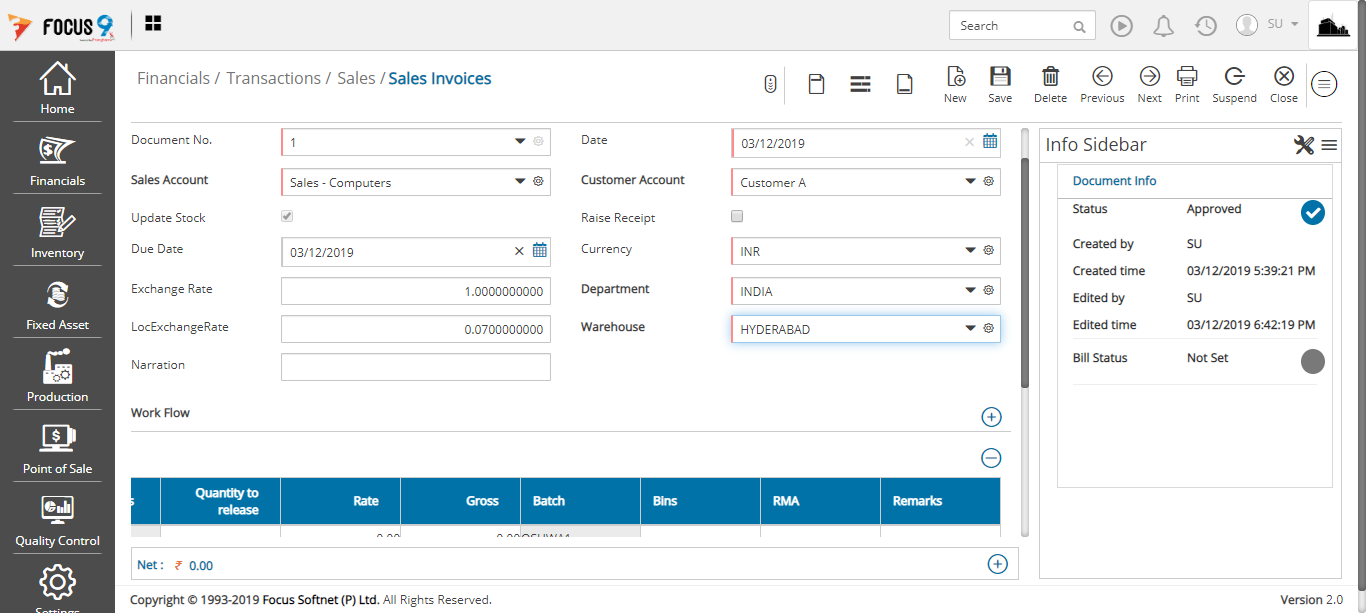 FOCUS 9
Search
SU
Home
Financials
Inventory
Fixed Asset
Production
Point of Sale
Quality Control
Settings
Financials / Transactions / Sales / Sales Invoices
New
Save
Delete
Previous
Next
Print
Suspend
Close
Document No.
1
Date
03/12/2019
Sales Account
Sales - Computers
Customer Account
Customer A
Update Stock
Raise Receipt
Due Date
03/12/2019
Currency
INR
Exchange Rate
1.0000000000
Department
INDIA
LocExchangeRate
0.0700000000
Warehouse
HYDERABAD
Narration
Work Flow
s
Quantity to
release
Rate
Gross
Batch
Bins
RMA
Remarks
0.00
0.00
Net : ₹ 0.00
Info Sidebar
Document Info
Status
Approved
Created by
SU
Created time
03/12/2019 5:39:21 PM
Edited by
SU
Edited time
03/12/2019 6:42:19 PM
Bill Status
Not Set
Copyright © 1993-2019 Focus Softnet (P) Ltd. All Rights Reserved.
Version 2.0